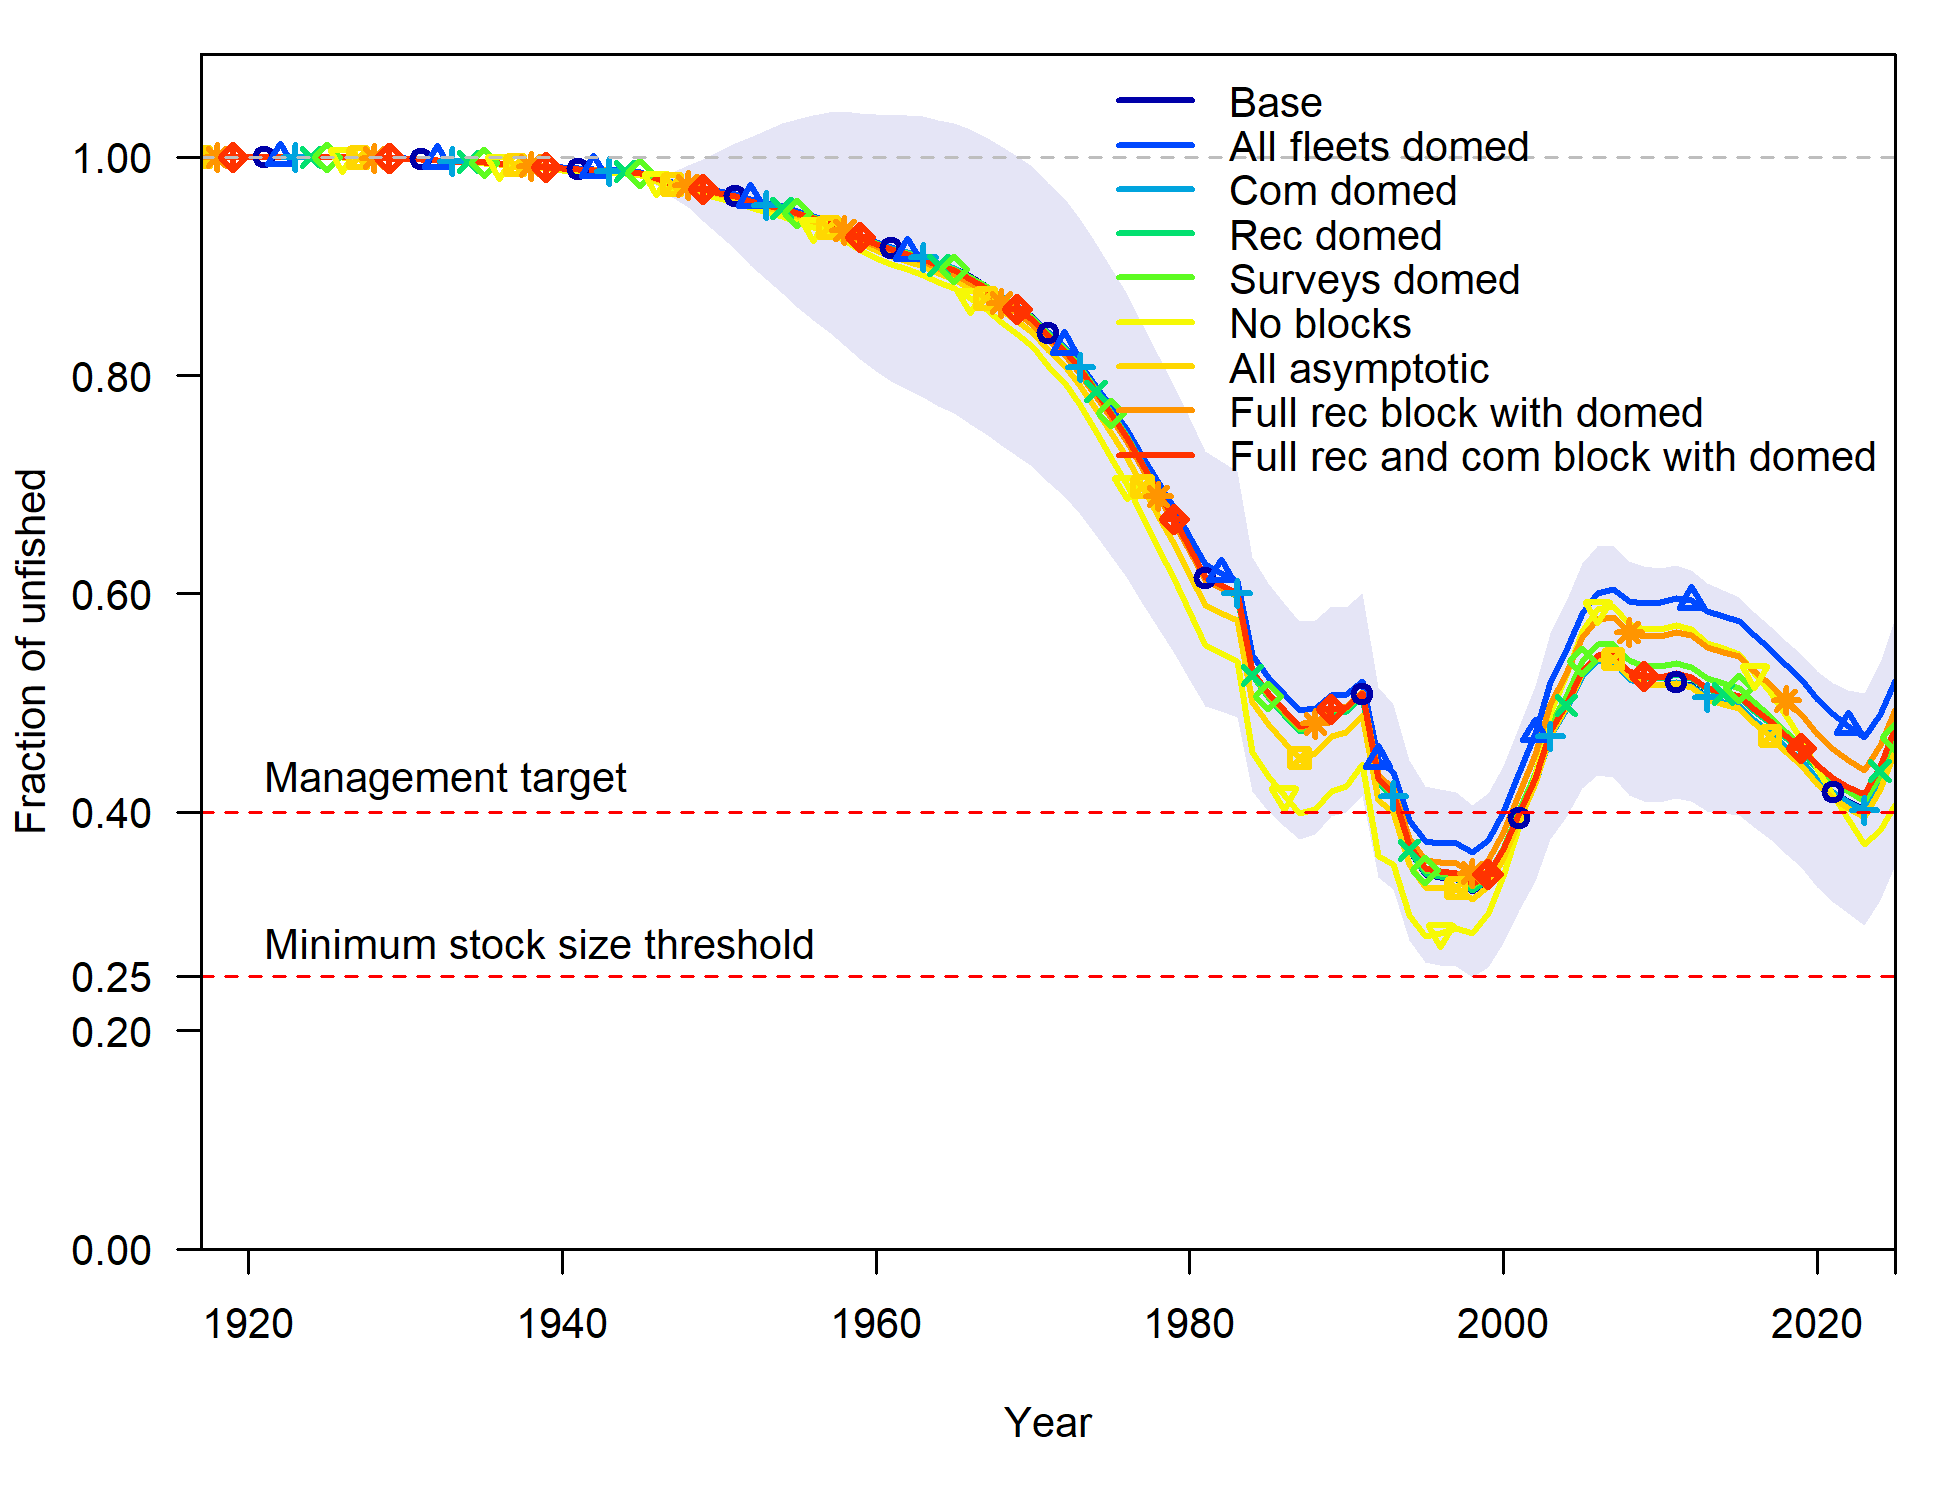 Base
All fleets domed
Com domed
Rec domed
Surveys domed
No blocks
All asymptotic
Full rec block with domed
Full rec and com block with domed
1.00
0.80
0.60
0.40
0.25
0.20
0.00
Fraction of unfished
Management target
Minimum stock size threshold
1920
1940
1960
1980
2000
2020
Year